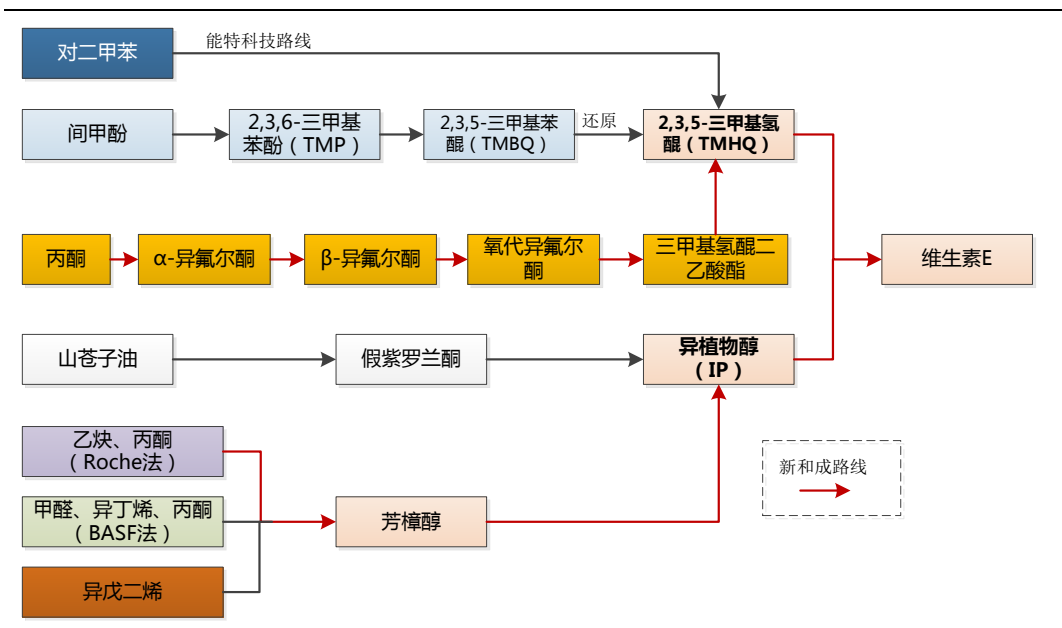 能特科技路线
对二甲苯
间甲酚
2,3,6-三甲基
苯酚（TMP）
2,3,5-三甲基苯
醌（TMBQ）
还原
2,3,5-三甲基氢
醌（TMHQ）
丙酮
α-异氟尔酮
β-异氟尔酮
氧代异氟尔
酮
三甲基氢醌二
乙酸酯
维生素E
山苍子油
假紫罗兰酮
异植物醇
（IP）
乙炔、丙酮
（Roche法）
甲醛、异丁烯、丙酮
（BASF法）
芳樟醇
异戊二烯
新和成路线